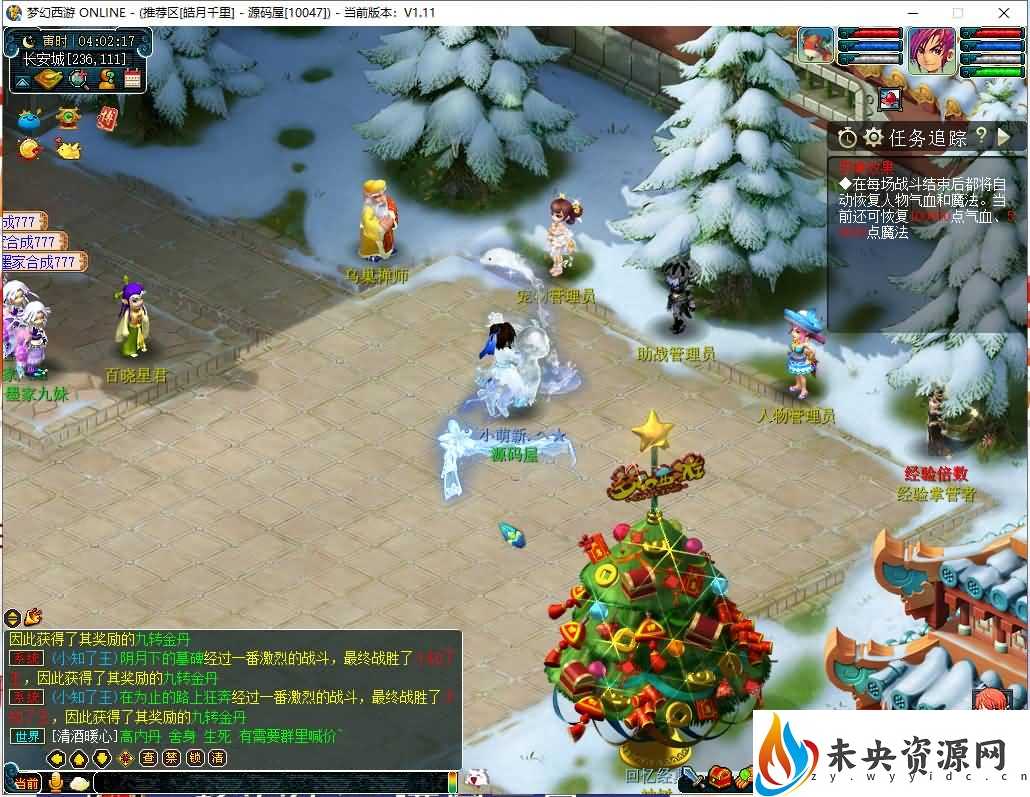 梦幻西游 ONLINE - (推荐区[皓月千里] - 源码屋[10047]) - 当前版本：V1.11
寅时 04:02:17
长安城[236,111]
任务追踪 ?
◆在每场战斗结束后都将自
动恢复人物气血和魔法。当
前还可恢复
点气血、
点魔法
成777
合成777
墨家合成777
乌巢禅师
宠物管理员
助战管理员
人物管理员
百晓星君
墨家九妹
小萌新
源码屋
经验倍数
经验掌管者
因此获得了其奖励的九转金丹
系统 (小知了王)阴月下的墓碑经过一番激烈的战斗，最终战胜了
，因此获得了其奖励的九转金丹
系统 (小知了王)在为止的路上狂奔经过一番激烈的战斗，最终战胜了
，因此获得了其奖励的九转金丹
世界 [清酒暖心]高内丹 舍身 生死 有需要群里喊价~
查 禁 锁 清
当前
回忆经
未央资源网
zy.wyyidc.cn